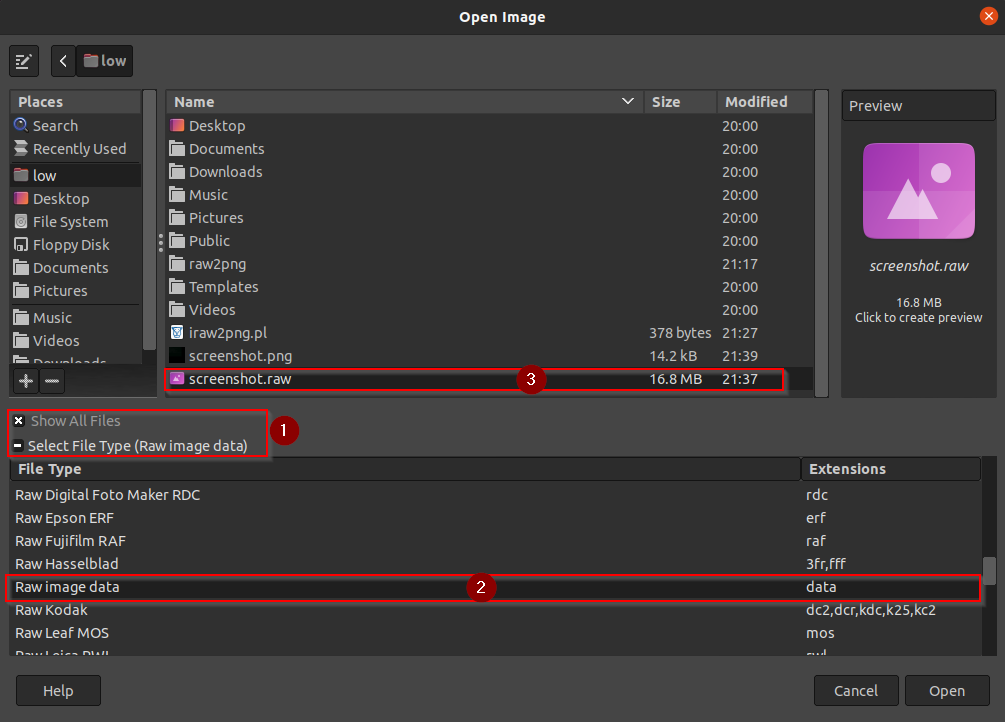 Open Image
low
Places
Search
Recently Used
low
Desktop
File System
Floppy Disk
Documents
Pictures
Music
Videos
Downloads
Name Size Modified
Desktop 20:00
Documents 20:00
Downloads 20:00
Music 20:00
Pictures 20:00
Public 20:00
raw2png 21:17
Templates 20:00
Videos 20:00
iraw2png.pl 378 bytes 21:27
screenshot.png 14.2 kB 21:39
screenshot.raw 3 16.8 MB 21:37
Preview
screenshot.raw
16.8 MB
Click to create preview
Show All Files
1
Select File Type (Raw image data)
File Type Extensions
Raw Digital Foto Maker RDC rdc
Raw Epson ERF erf
Raw Fujifilm RAF raf
Raw Hasselblad 3fr,fff
Raw image data 2 data
Raw Kodak dc2,dcr,kdc,k25,kc2
Raw Leaf MOS mos
Raw Leica RWL rwl
Help Cancel Open